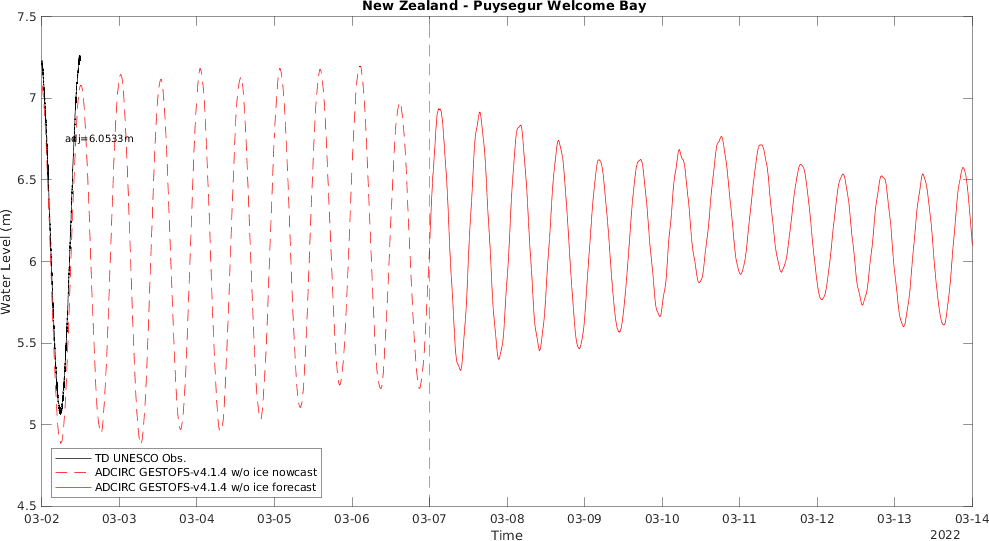 New Zealand - Puysegur Welcome Bay
7.5
7
6.5
6
5.5
5
4.5
Water Level (m)
adj=6.0533m
TD UNESCO Obs.
ADCIRC GESTOFS-v4.1.4 w/o ice nowcast
ADCIRC GESTOFS-v4.1.4 w/o ice forecast
03-02 03-03 03-04 03-05 03-06 03-07 03-08 03-09 03-10 03-11 03-12 03-13 03-14
Time
2022